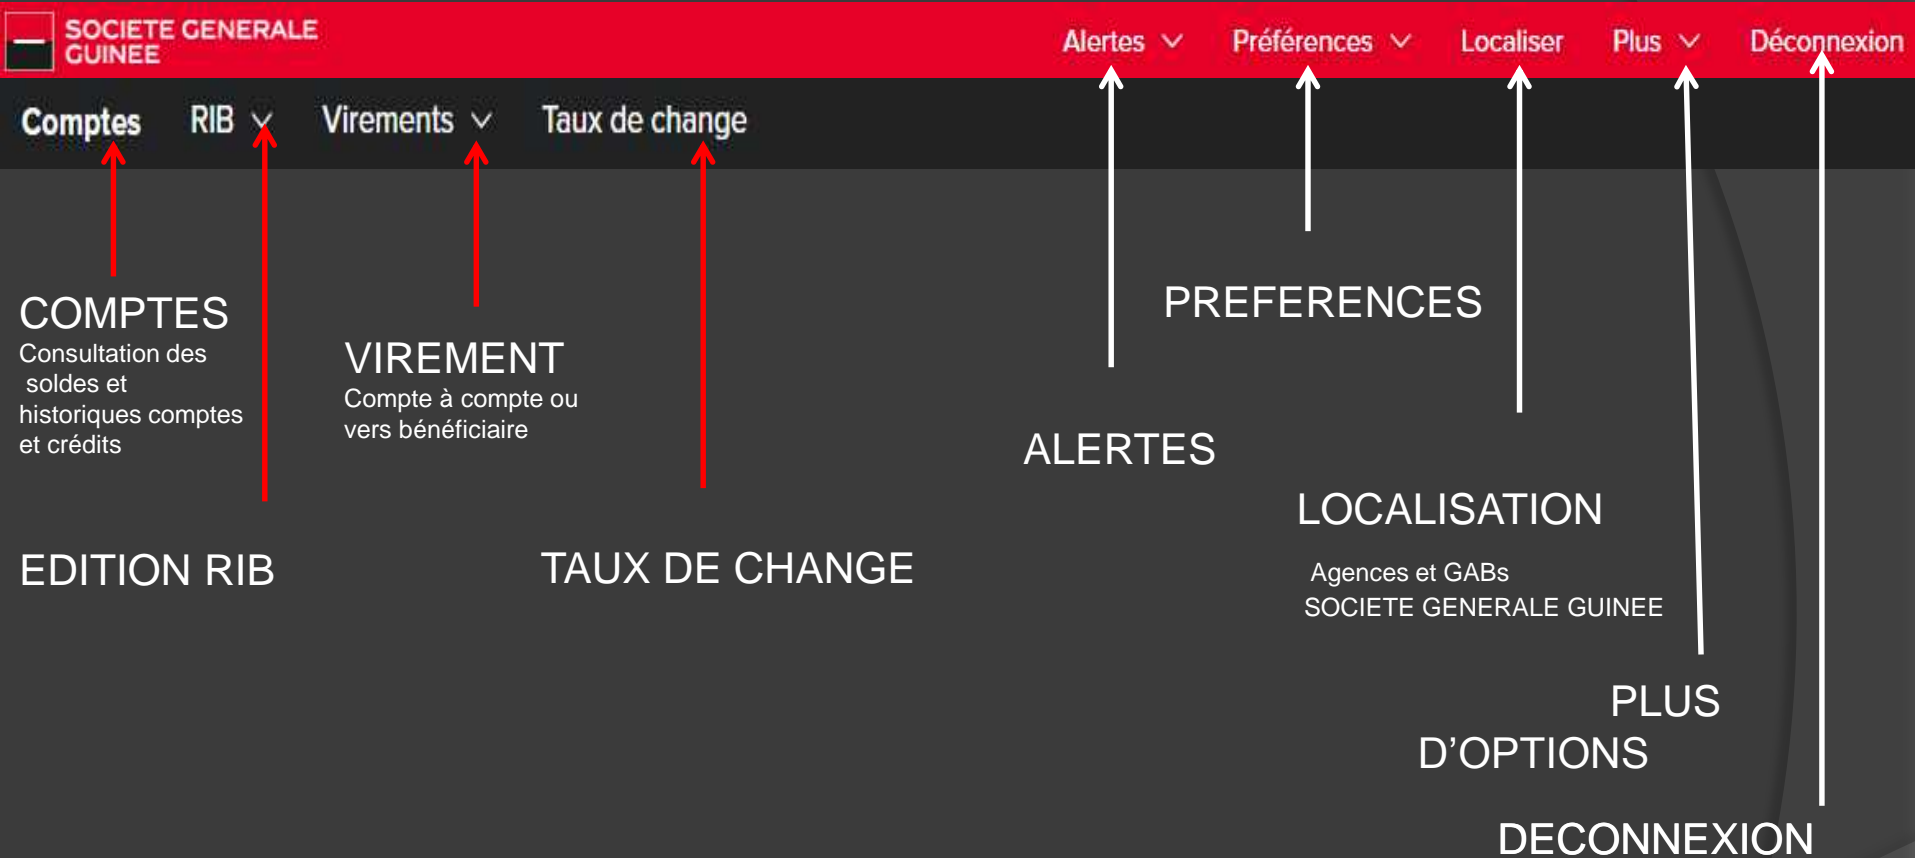 SOCIETE GENERALE
GUINEE
Alertes Préférences Localiser Plus Déconnexion
Comptes RIB Virements Taux de change
COMPTES
Consultation des
soldes et
historiques comptes
et crédits
VIREMENT
Compte à compte ou
vers bénéficiaire
EDITION RIB
TAUX DE CHANGE
PREFERENCES
ALERTES
LOCALISATION
Agences et GABs
SOCIETE GENERALE GUINEE
PLUS
D’OPTIONS
DECONNEXION